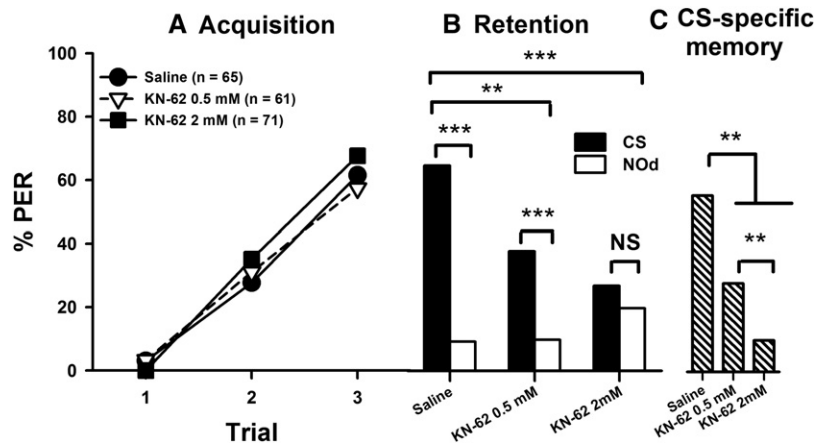 A Acquisition
B Retention
C CS-specific
memory
% PER
100
80
60
40
20
0
Saline (n = 65)
KN-62 0.5 mM (n = 61)
KN-62 2 mM (n = 71)
1
2
3
Trial
***
**
***
***
NS
CS
NOd
Saline
KN-62 0.5 mM
KN-62 2mM
**
**
Saline
KN-62 0.5 mM
KN-62 2mM